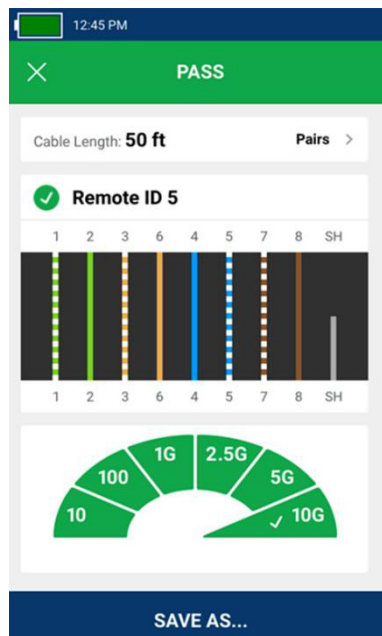 12:45 PM
PASS
Cable Length: 50 ft Pairs >
Remote ID 5
1 2 3 6 4 5 7 8 SH
1 2 3 6 4 5 7 8 SH
10 100 1G 2.5G 5G 10G
SAVE AS...